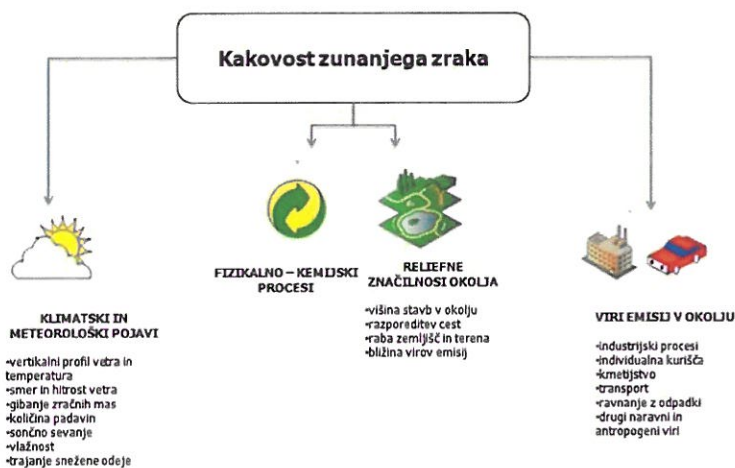 Kakovost zunanjega zraka
KLIMATSKI IN
METEOROLOŠKI POJAVI
•vertikalni profil vetra in
temperatura
•smer in hitrost vetra
•gibanje zračnih mas
•količina padavin
•sončno sevanje
•vlažnost
•trajanje snežene odeje
FIZIKALNO – KEMIJSKI
PROCESI
RELIEFNE
ZNAČILNOSI OKOLJA
•višina stavb v okolju
•razporeditev cest
•raba zemljišč in terena
•bližina virov emisij
VIRI EMISIJ V OKOLJU
•industrijski procesi
•individualna kurišča
•kmetijstvo
•transport
•ravnanje z odpadki
•drugi naravni in
antropogeni viri